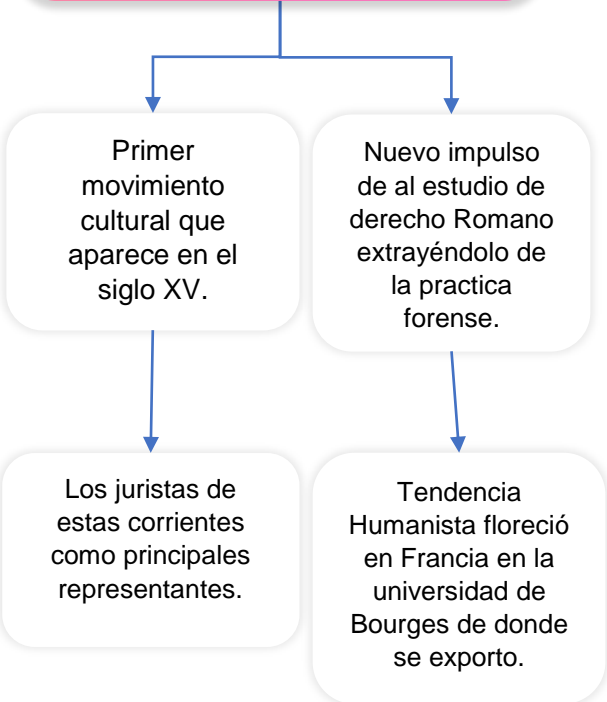 Primer
movimiento
cultural que
aparece en el
siglo XV.
Nuevo impulso
de al estudio de
derecho Romano
extrayéndolo de
la practica
forense.
Los juristas de
estas corrientes
como principales
representantes.
Tendencia
Humanista floreció
en Francia en la
universidad de
Bourges de donde
se exporto.